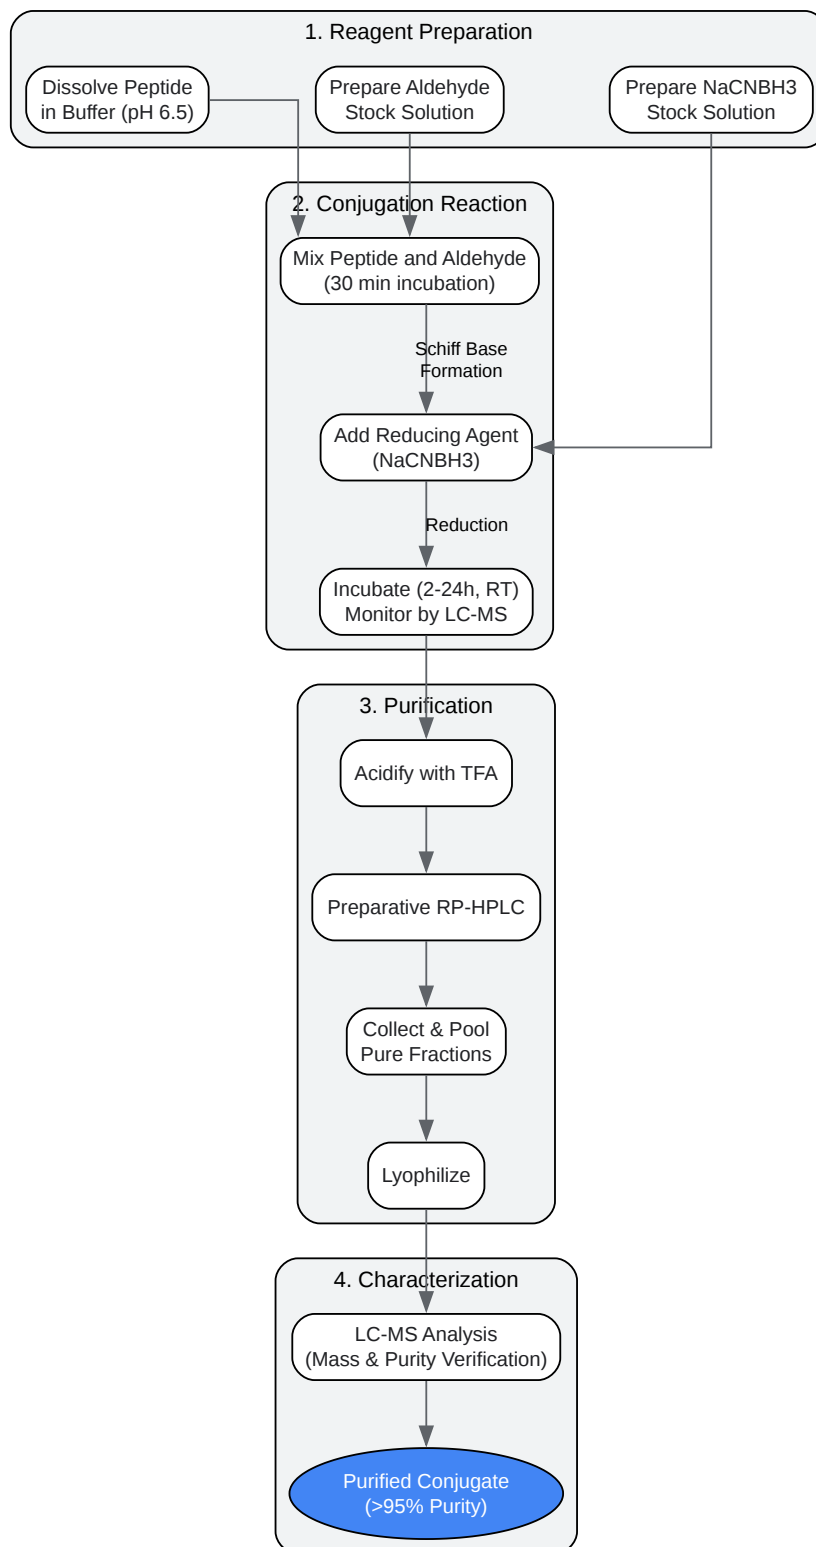 1. Reagent Preparation
Dissolve Peptide
in Buffer (pH 6.5)
Prepare Aldehyde
Stock Solution
Prepare NaCNBH3
Stock Solution
2. Conjugation Reaction
Mix Peptide and Aldehyde
(30 min incubation)
Schiff Base
Formation
Add Reducing Agent
(NaCNBH3)
Reduction
Incubate (2-24h, RT)
Monitor by LC-MS
3. Purification
Acidify with TFA
Preparative RP-HPLC
Collect & Pool
Pure Fractions
Lyophilize
4. Characterization
LC-MS Analysis
(Mass & Purity Verification)
Purified Conjugate
(>95% Purity)